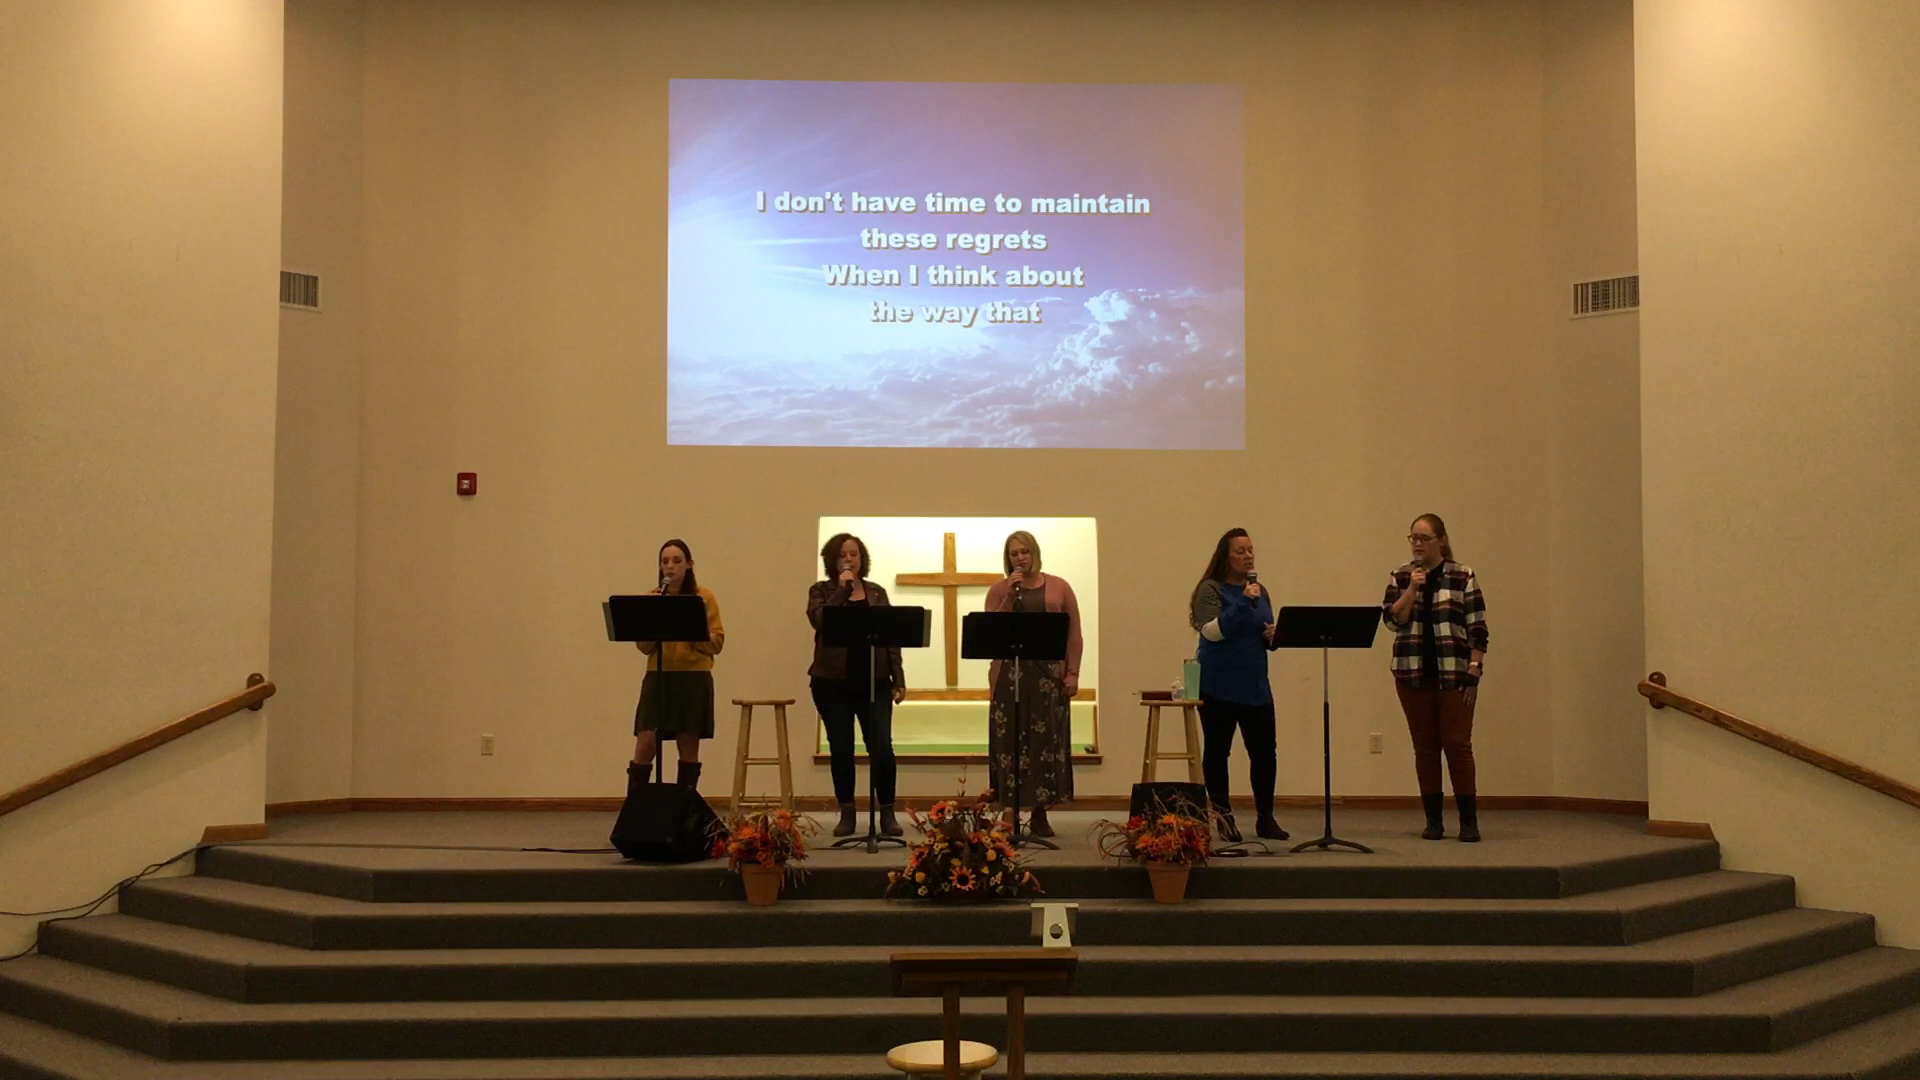 I don't have time to maintain
these regrets
When I think about
the way that